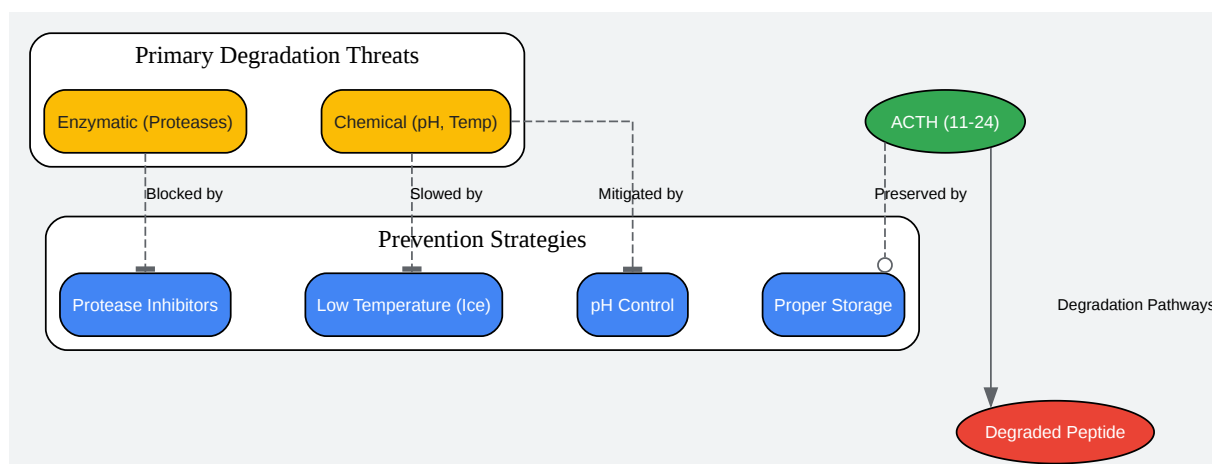 Primary Degradation Threats
Enzymatic (Proteases)
Chemical (pH, Temp)
ACTH (11-24)
Blocked by
Slowed by
Mitigated by
Preserved by
Prevention Strategies
Protease Inhibitors
Low Temperature (Ice)
pH Control
Proper Storage
Degradation Pathways
Degraded Peptide